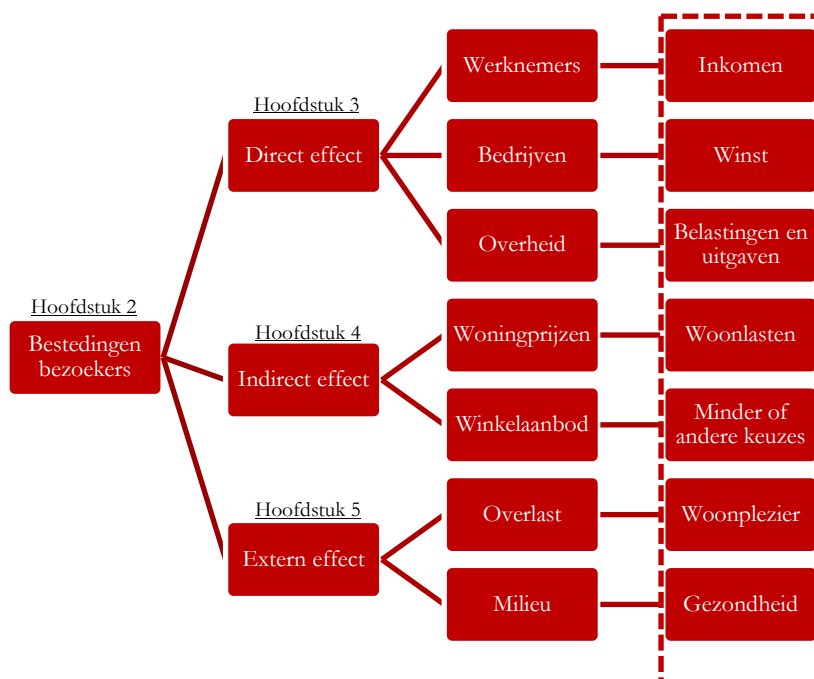 Hoofdstuk 2
Bestedingen
bezoekers
Hoofdstuk 3
Direct effect
Werknemers
Inkomen
Bedrijven
Winst
Overheid
Belastingen en
uitgaven
Hoofdstuk 4
Indirect effect
Woningprijzen
Woonlasten
Winkelaanbod
Minder of
andere keuzes
Hoofdstuk 5
Extern effect
Overlast
Woonplezier
Milieu
Gezondheid